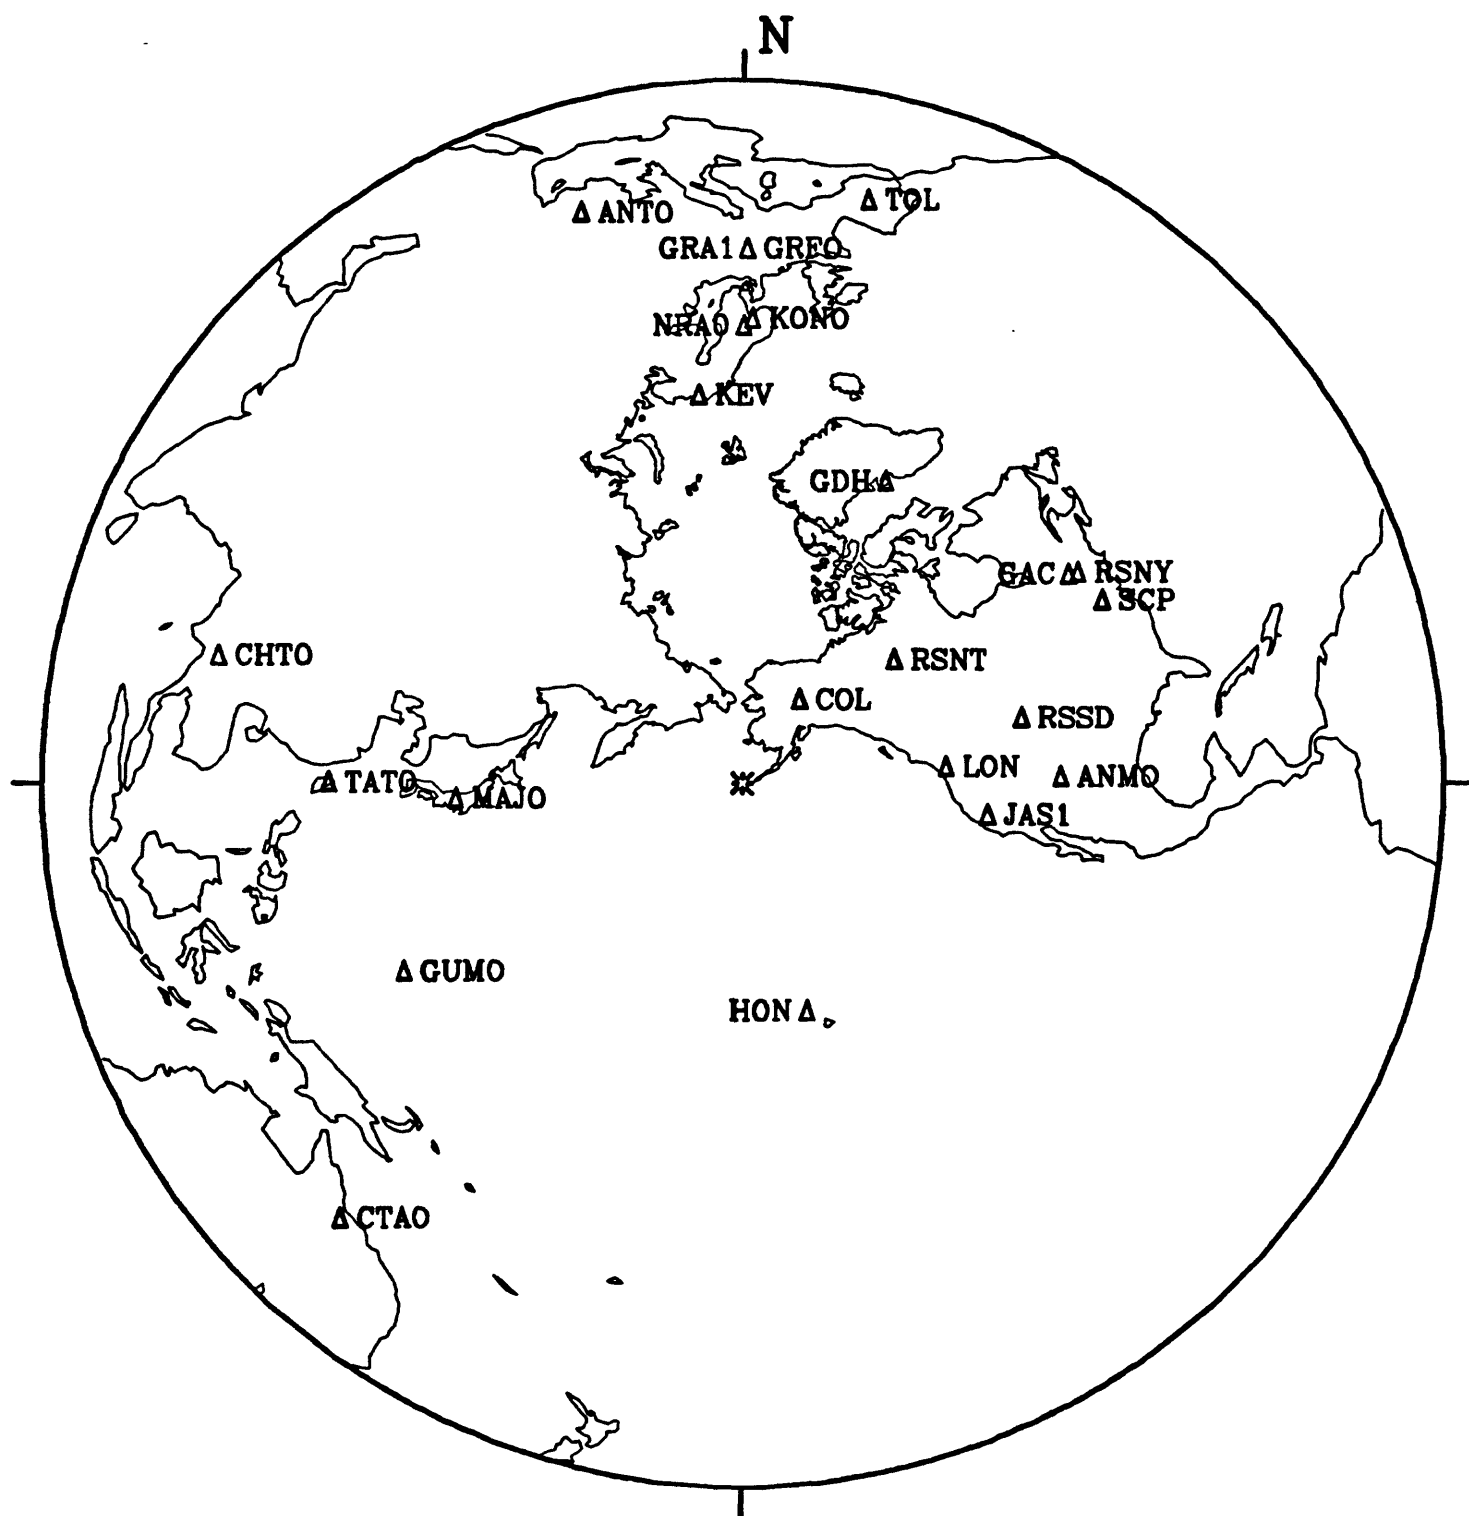 N
TOL
ANTO
GRA1 GRFO
KONO
NRAO
KEV
GDH
GAC RSNY
SCP
CHTO
RSNT
COL
RSSD
LON
ANMO
TATO
MAJO
JAS1
GUMO
HON
CTAO